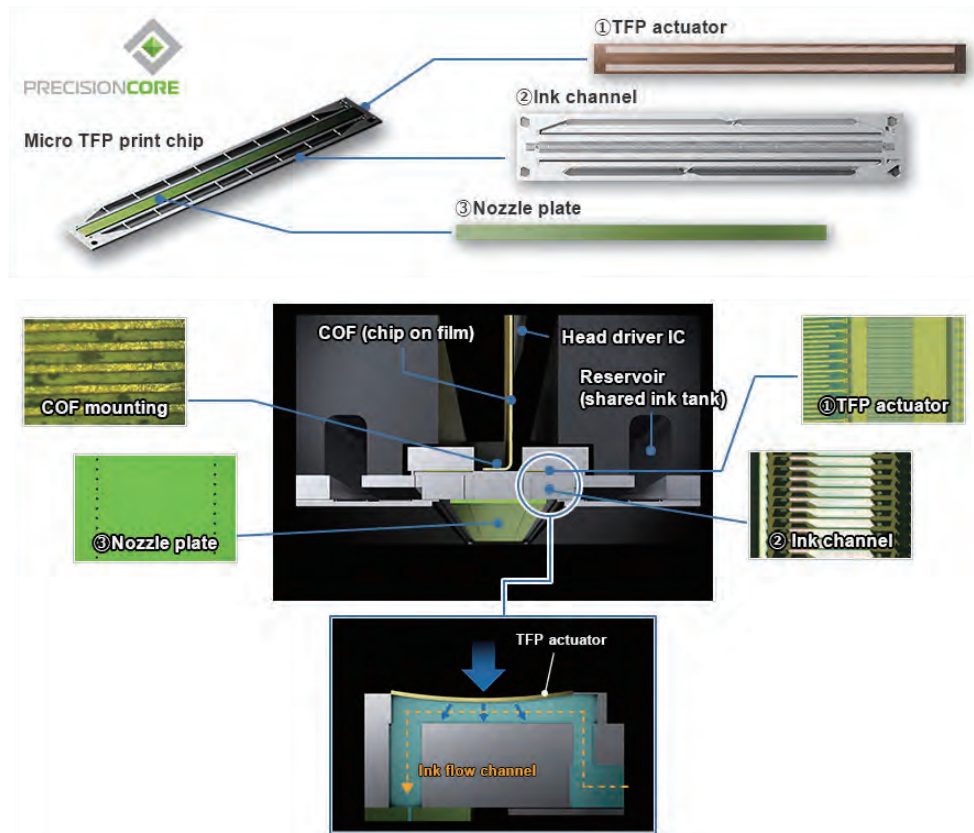 ①TFP actuator
PRECISIONCORE
②Ink channel
Micro TFP print chip
③Nozzle plate
COF (chip on film)
Head driver IC
Reservoir
(shared ink tank)
COF mounting
①TFP actuator
③Nozzle plate
② Ink channel
TFP actuator
Ink flow channel